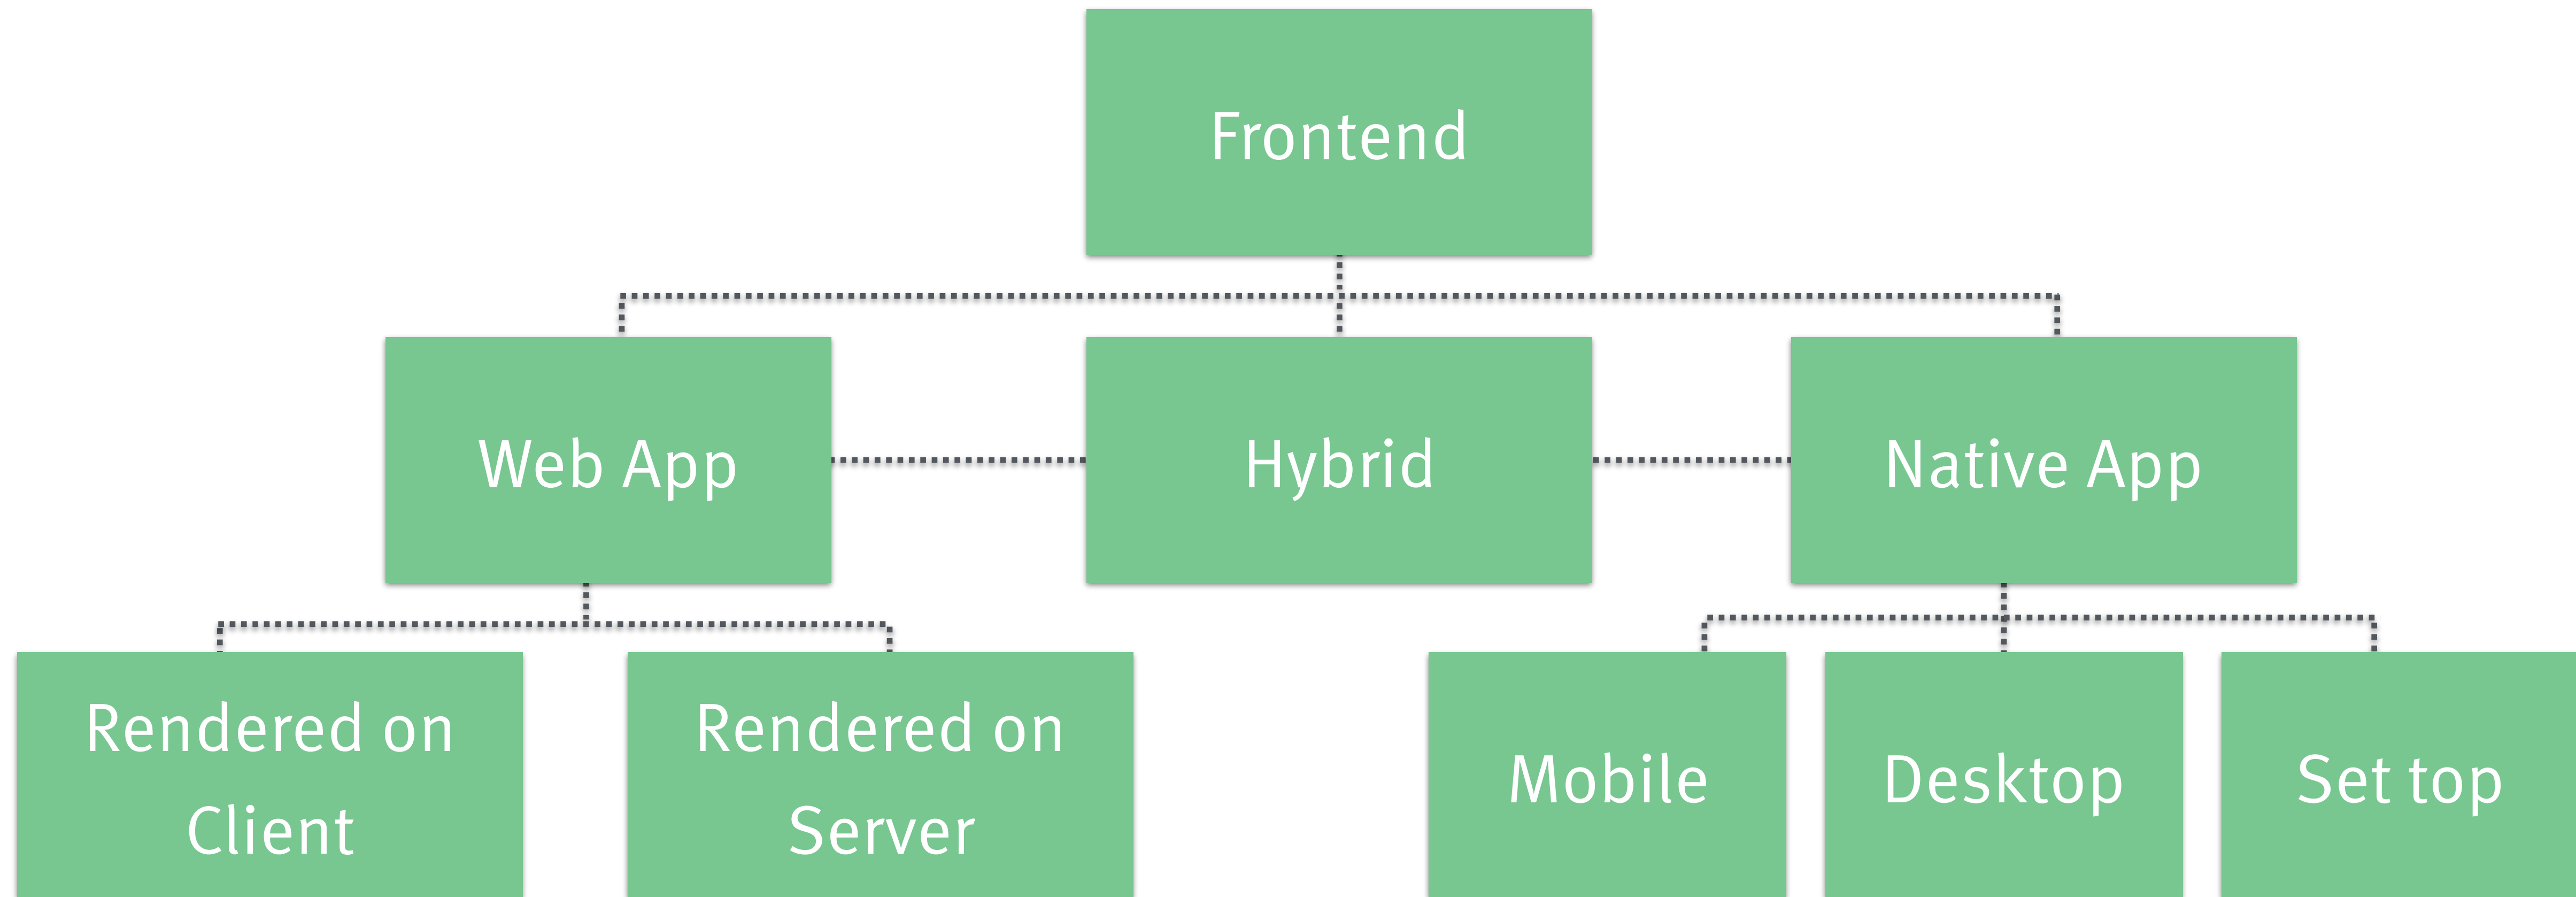 Frontend
Web App
Hybrid
Native App
Rendered on
Client
Rendered on
Server
Mobile
Desktop
Set top